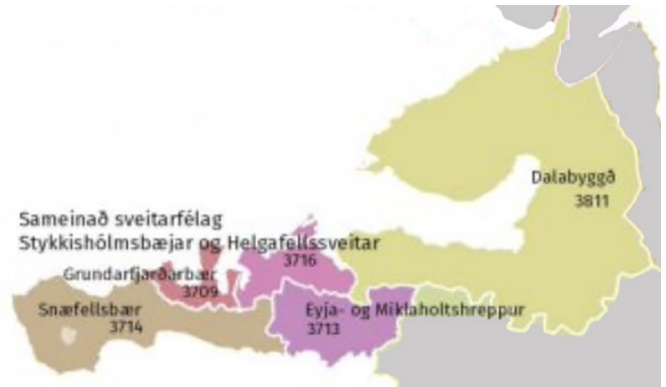 Dalabyggð
3811
Sameinað sveitarfélag
Stykkishólmsbæjar og Helgafellssveitar
3716
Grundarfjarðarbær
3709
Snæfellsbær
3714
Eyja- og Miklaholtshreppur
3713